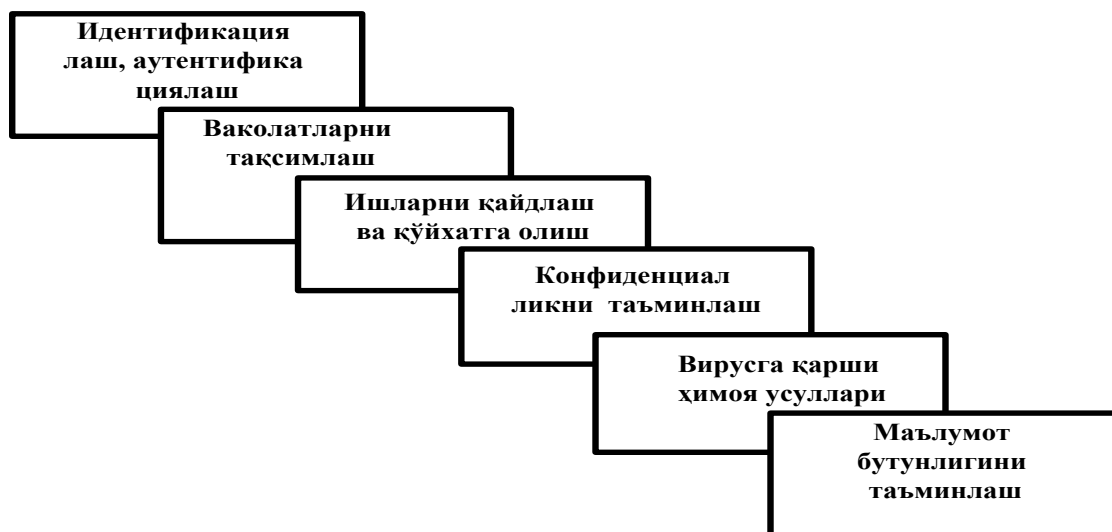 Идентификация
лаш, аутентифика
циялаш
Ваколатларни
тақсимлаш
Ишларни қайдлаш
ва қўйхатга олиш
Конфиденциал
ликни таъминлаш
Вирусга қарши
ҳимоя усуллари
Маълумот
бутунлигини
таъминлаш